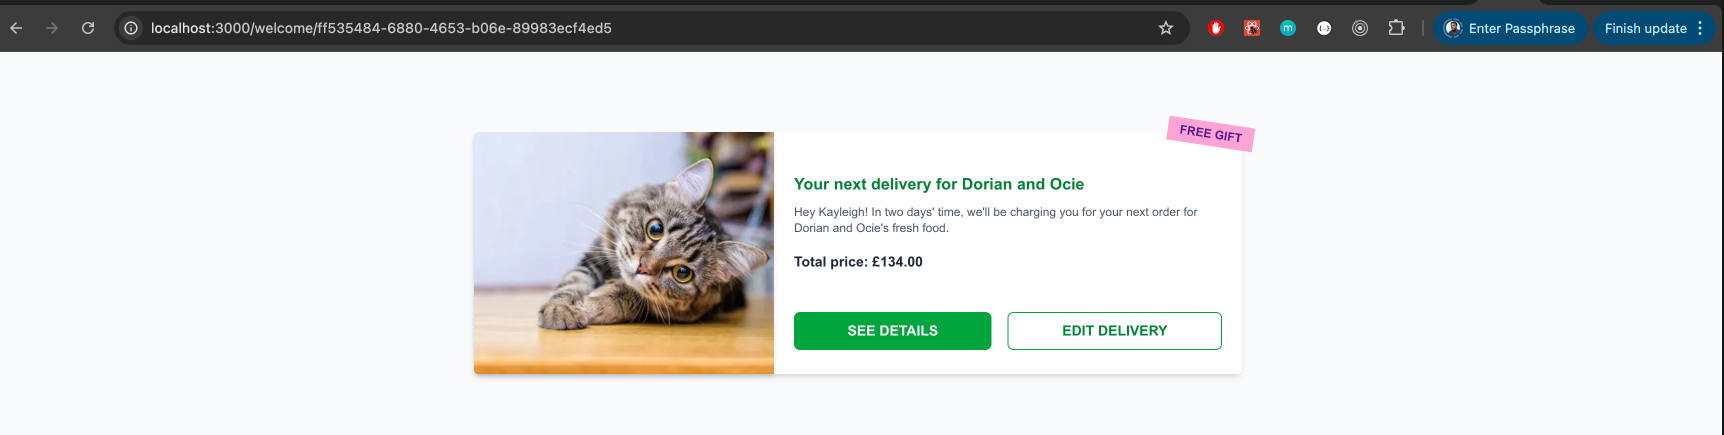 localhost:3000/welcome/ff535484-6880-4653-b06e-89983ecf4ed5
Enter Passphrase
Finish update
FREE GIFT
Your next delivery for Dorian and Ocie
Hey Kayleigh! In two days' time, we'll be charging you for your next order for
Dorian and Ocie's fresh food.
Total price: £134.00
SEE DETAILS
EDIT DELIVERY